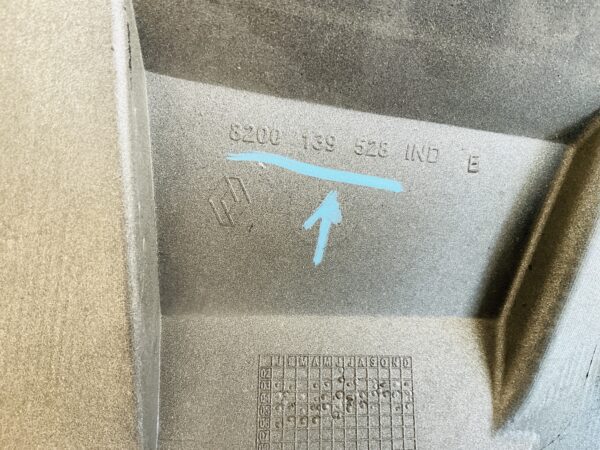 8200 139 528 IND E
J F M A M J J A S O N D